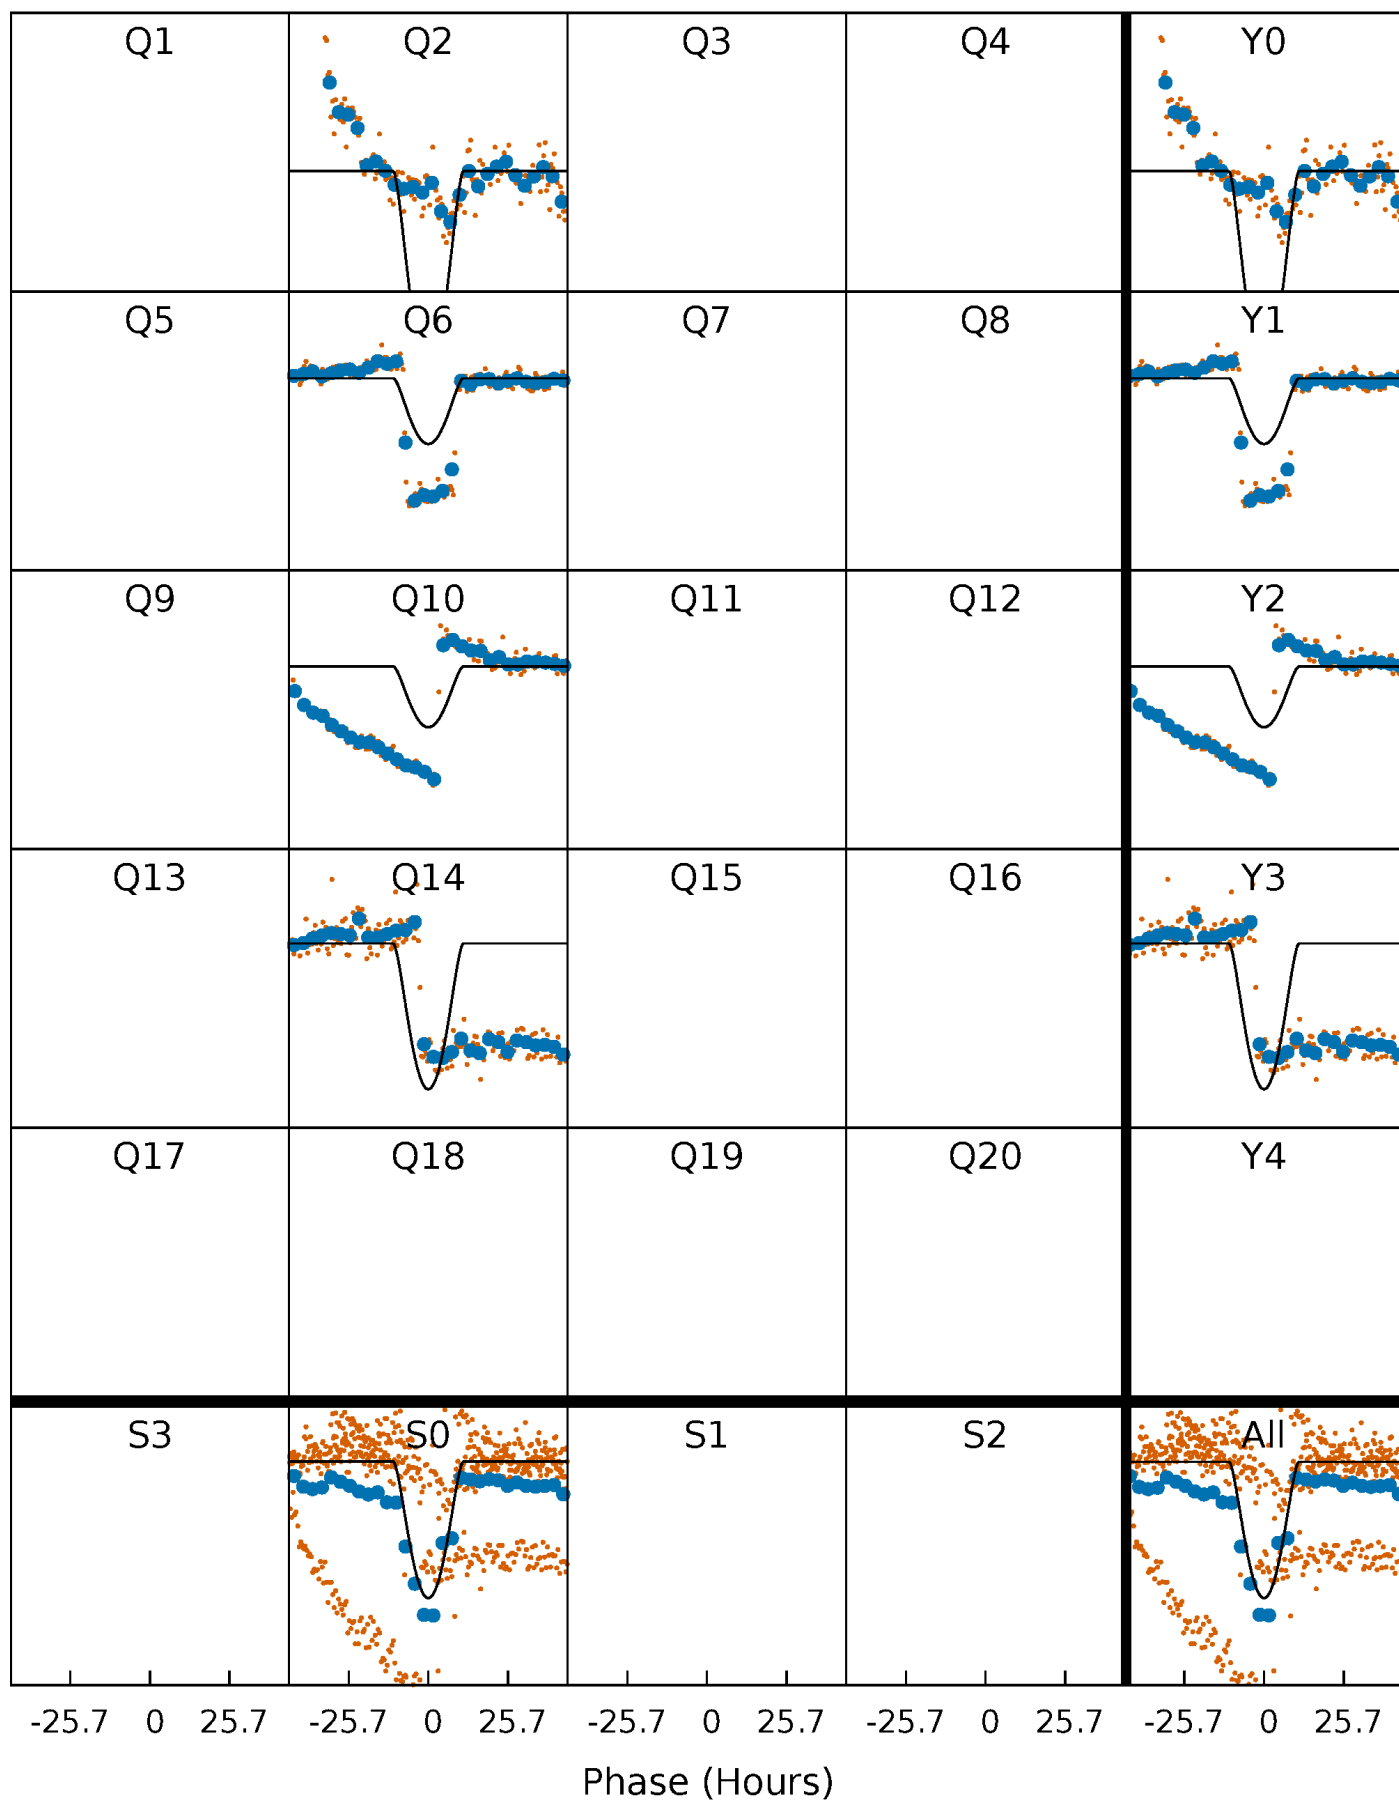 Q1 Q2 Q3 Q4 Y0
Q5 Q6 Q7 Q8 Y1
Q9 Q10 Q11 Q12 Y2
Q13 Q14 Q15 Q16 Y3
Q17 Q18 Q19 Q20 Y4
S3 S0 S1 S2 All
-25.7 0 25.7 -25.7 0 25.7 -25.7 0 25.7 -25.7 0 25.7 -25.7 0 25.7
Phase (Hours)